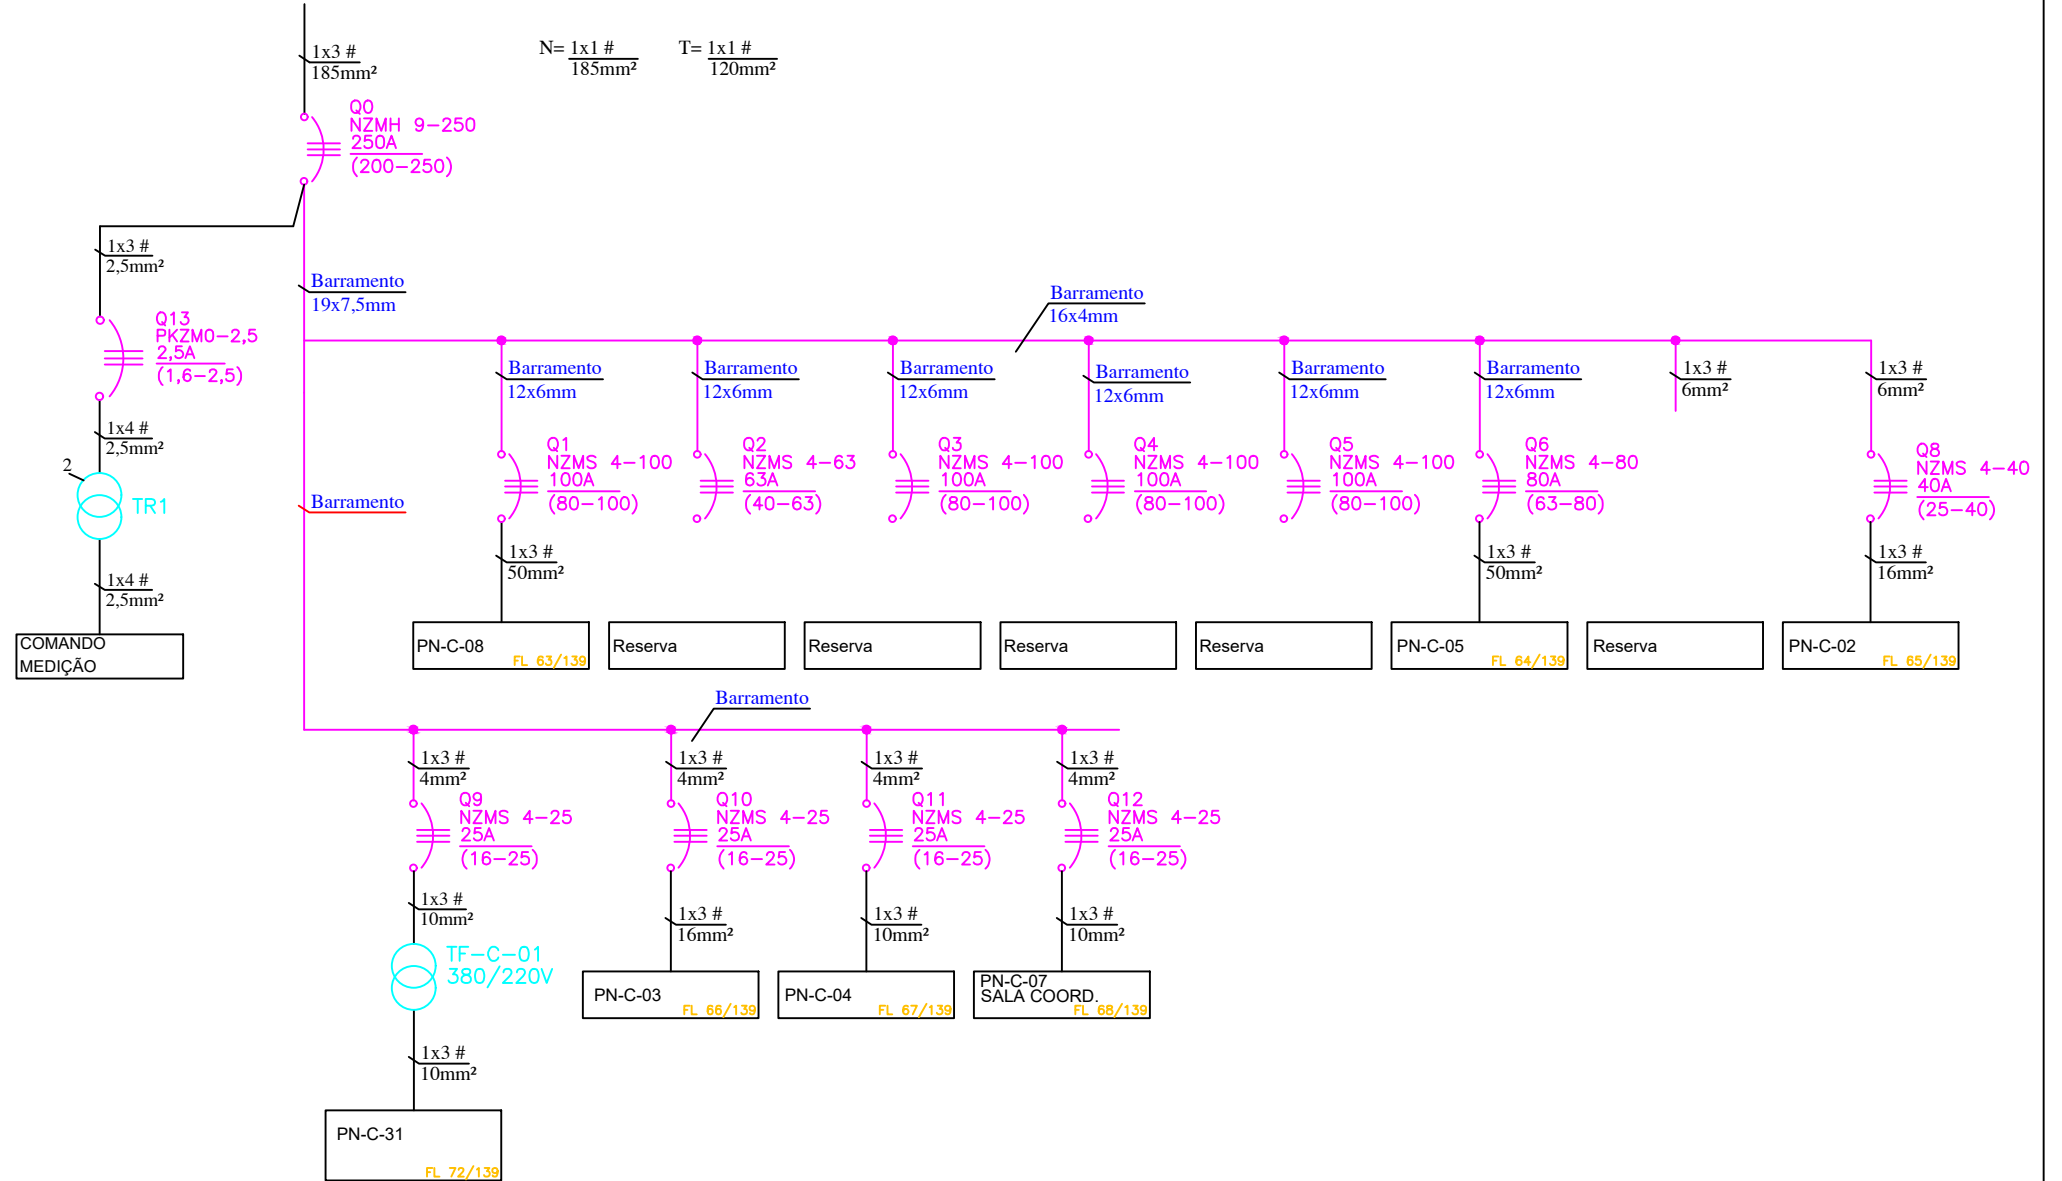 1x3 #
185mm²
N= 1x1 #
185mm²
T= 1x1 #
120mm²
Q0
NZMH 9-250
250A
(200-250)
1x3 #
2,5mm²
Q13
PKZM0-2,5
2,5A
(1,6-2,5)
1x4 #
2,5mm²
2
TR1
1x4 #
2,5mm²
COMANDO
MEDIÇÃO
Barramento
19x7,5mm
Barramento
Barramento
16x4mm
Barramento
12x6mm
Q1
NZMS 4-100
100A
(80-100)
1x3 #
50mm²
PN-C-08
FL 63/139
Barramento
12x6mm
Q2
NZMS 4-63
63A
(40-63)
Reserva
Barramento
12x6mm
Q3
NZMS 4-100
100A
(80-100)
Reserva
Barramento
12x6mm
Q4
NZMS 4-100
100A
(80-100)
Reserva
Barramento
12x6mm
Q5
NZMS 4-100
100A
(80-100)
Reserva
Barramento
12x6mm
Q6
NZMS 4-80
80A
(63-80)
1x3 #
50mm²
PN-C-05
FL 64/139
1x3 #
6mm²
Reserva
1x3 #
6mm²
Q8
NZMS 4-40
40A
(25-40)
1x3 #
16mm²
PN-C-02
FL 65/139
Barramento
1x3 #
4mm²
Q9
NZMS 4-25
25A
(16-25)
1x3 #
10mm²
TF-C-01
380/220V
1x3 #
10mm²
PN-C-31
FL 72/139
1x3 #
4mm²
Q10
NZMS 4-25
25A
(16-25)
1x3 #
16mm²
PN-C-03
FL 66/139
1x3 #
4mm²
Q11
NZMS 4-25
25A
(16-25)
1x3 #
10mm²
PN-C-04
FL 67/139
1x3 #
4mm²
Q12
NZMS 4-25
25A
(16-25)
1x3 #
10mm²
PN-C-07
SALA COORD.
FL 68/139